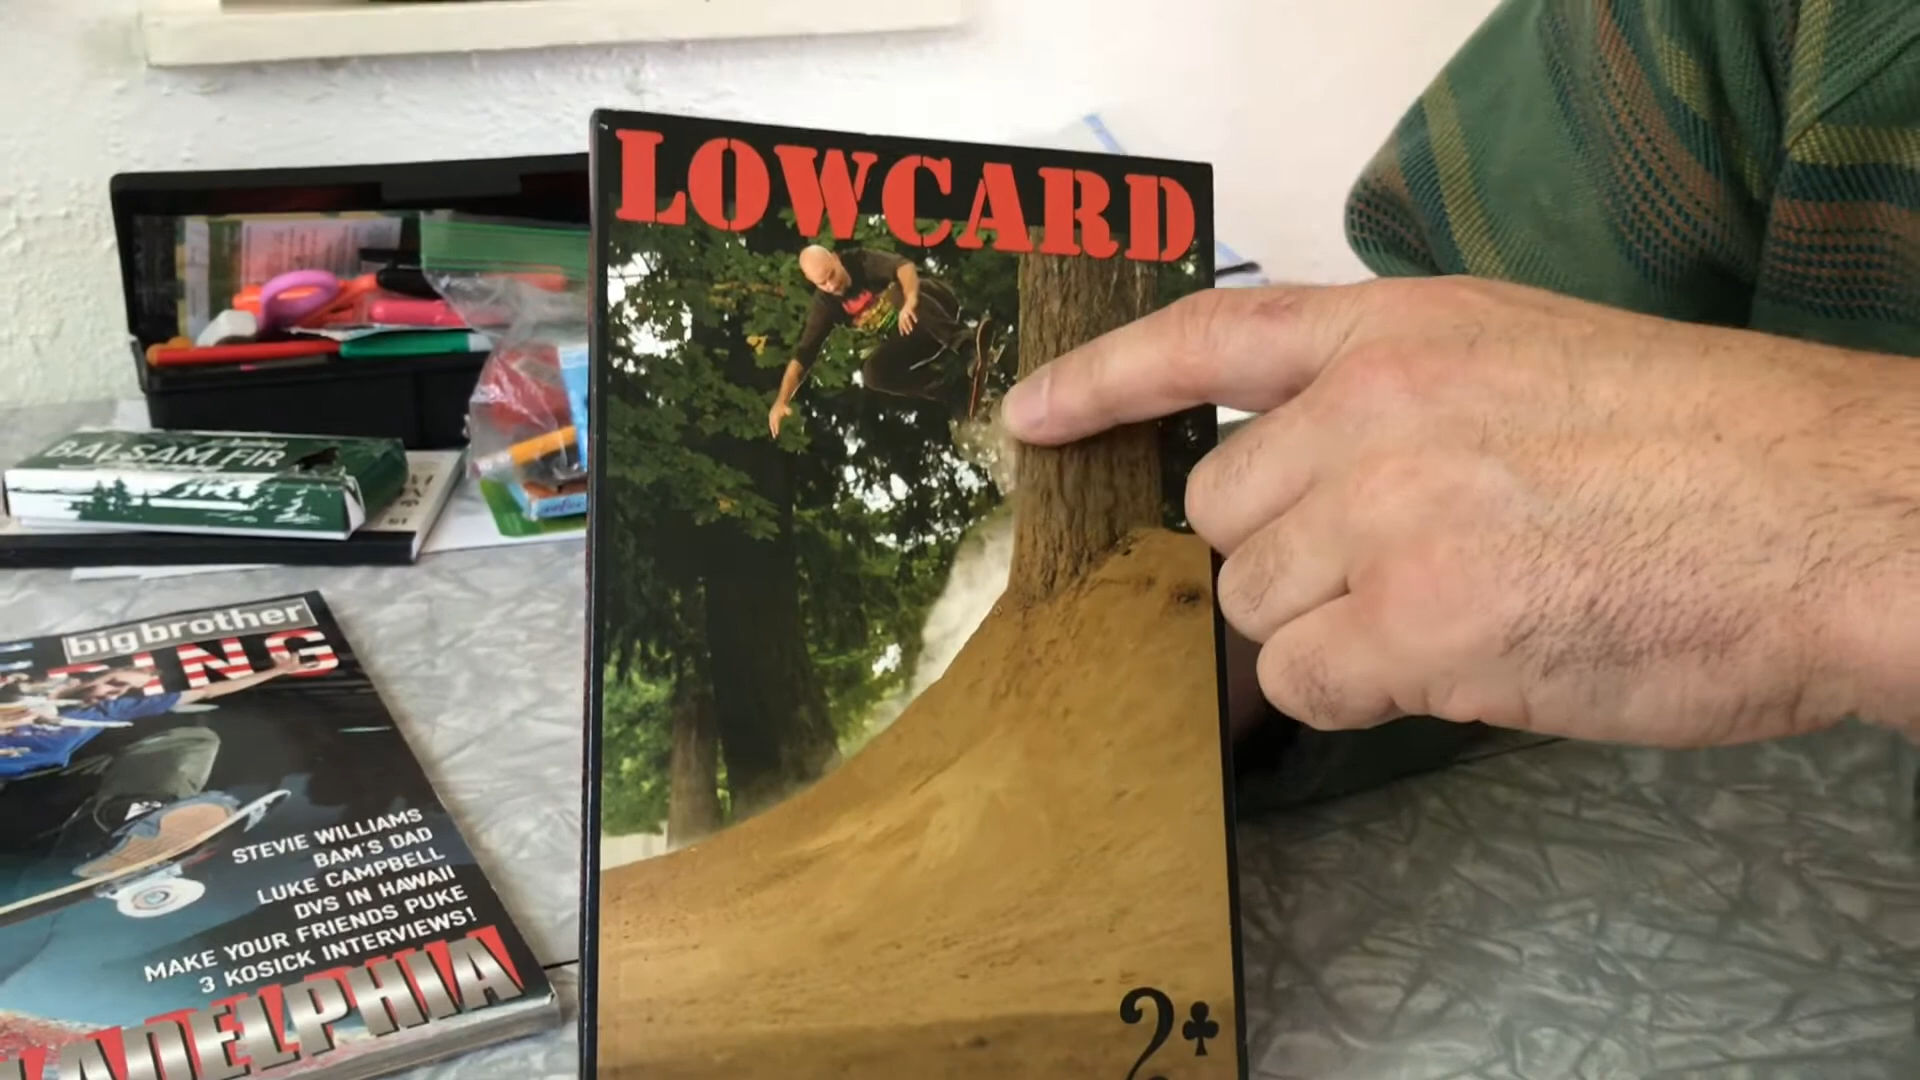 LOWCARD
2♣
BALSAM FIR
bigbrother
STEVIE WILLIAMS
BAM'S DAD
LUKE CAMPBELL
DVS IN HAWAII
MAKE YOUR FRIENDS PUKE
3 KOSICK INTERVIEWS!
ADELPHIA